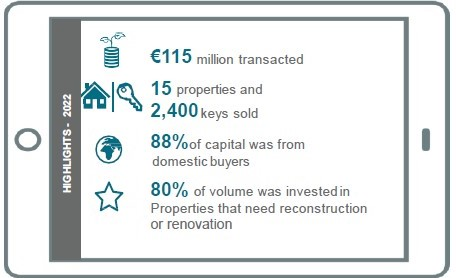 HIGHLIGHTS - 2022
€115 million transacted
15 properties and
2,400 keys sold
88% of capital was from
domestic buyers
80% of volume was invested in
Properties that need reconstruction
or renovation